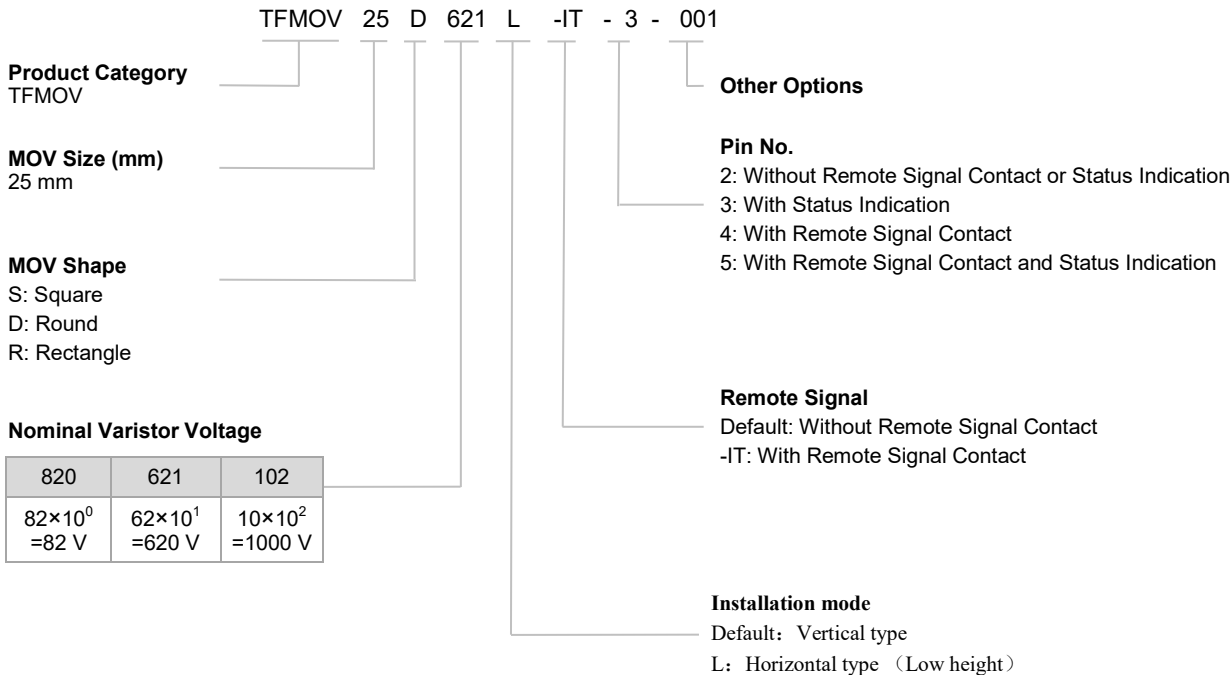 TFMOV 25 D 621 L -IT - 3 - 001
Product Category
TFMOV
MOV Size (mm)
25 mm
MOV Shape
S: Square
D: Round
R: Rectangle
Nominal Varistor Voltage
820 621 102
82×10⁰ 62×10¹ 10×10²
=82 V =620 V =1000 V
Other Options
Pin No.
2: Without Remote Signal Contact or Status Indication
3: With Status Indication
4: With Remote Signal Contact
5: With Remote Signal Contact and Status Indication
Remote Signal
Default: Without Remote Signal Contact
-IT: With Remote Signal Contact
Installation mode
Default：Vertical type
L：Horizontal type （Low height）